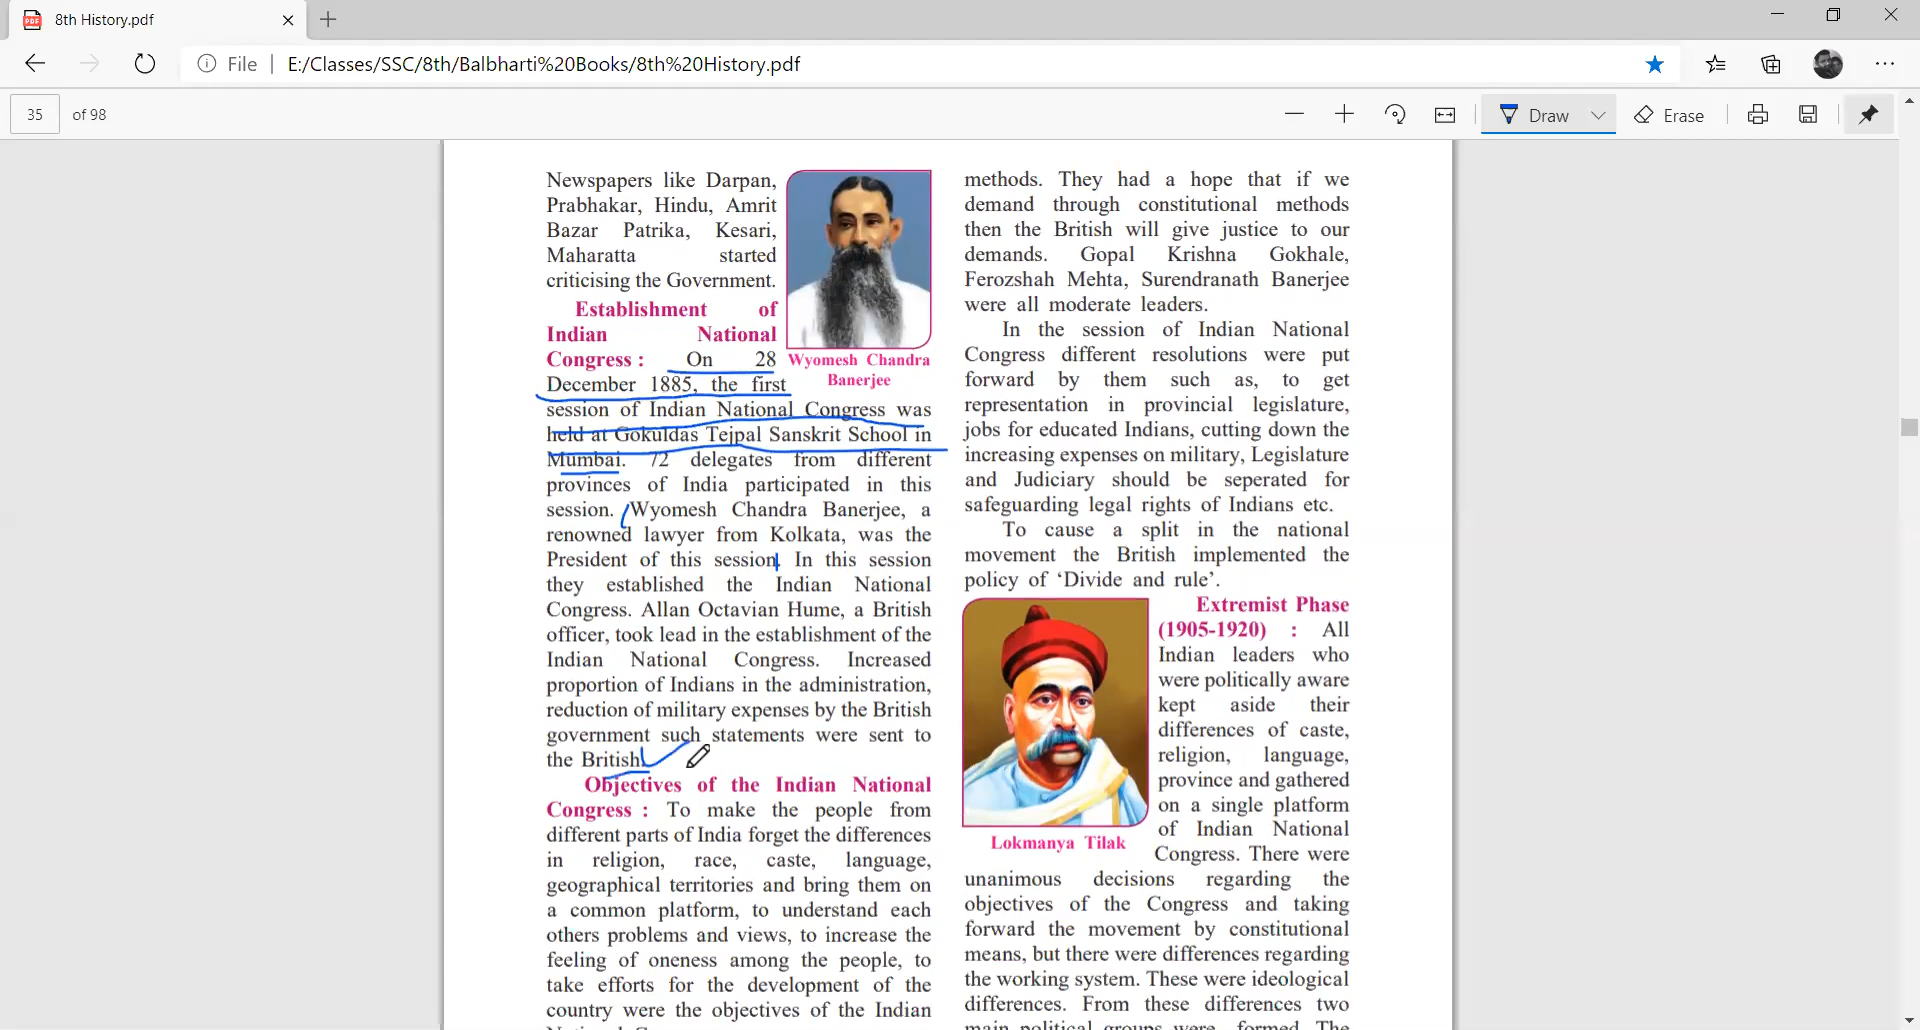 8th History.pdf
File
E:/Classes/SSC/8th/Balbharti%20Books/8th%20History.pdf
35 of 98
Draw
Erase
Newspapers like Darpan,
Prabhakar, Hindu, Amrit
Bazar Patrika, Kesari,
Maharatta started
criticising the Government.
Establishment of
Indian National
Congress : On 28
December 1885, the first
session of Indian National Congress was
held at Gokuldas Tejpal Sanskrit School in
Mumbai. 72 delegates from different
provinces of India participated in this
session. Wyomesh Chandra Banerjee, a
renowned lawyer from Kolkata, was the
President of this session. In this session
they established the Indian National
Congress. Allan Octavian Hume, a British
officer, took lead in the establishment of the
Indian National Congress. Increased
proportion of Indians in the administration,
reduction of military expenses by the British
government such statements were sent to
the British.
Wyomesh Chandra
Banerjee
Objectives of the Indian National
Congress : To make the people from
different parts of India forget the differences
in religion, race, caste, language,
geographical territories and bring them on
a common platform, to understand each
others problems and views, to increase the
feeling of oneness among the people, to
take efforts for the development of the
country were the objectives of the Indian
methods. They had a hope that if we
demand through constitutional methods
then the British will give justice to our
demands. Gopal Krishna Gokhale,
Ferozshah Mehta, Surendranath Banerjee
were all moderate leaders.
In the session of Indian National
Congress different resolutions were put
forward by them such as, to get
representation in provincial legislature,
jobs for educated Indians, cutting down the
increasing expenses on military, Legislature
and Judiciary should be seperated for
safeguarding legal rights of Indians etc.
To cause a split in the national
movement the British implemented the
policy of ‘Divide and rule’.
Extremist Phase
(1905-1920) : All
Indian leaders who
were politically aware
kept aside their
differences of caste,
religion, language,
province and gathered
on a single platform
of Indian National
Lokmanya Tilak
Congress. There were
unanimous decisions regarding the
objectives of the Congress and taking
forward the movement by constitutional
means, but there were differences regarding
the working system. These were ideological
differences. From these differences two
main political groups were formed. The